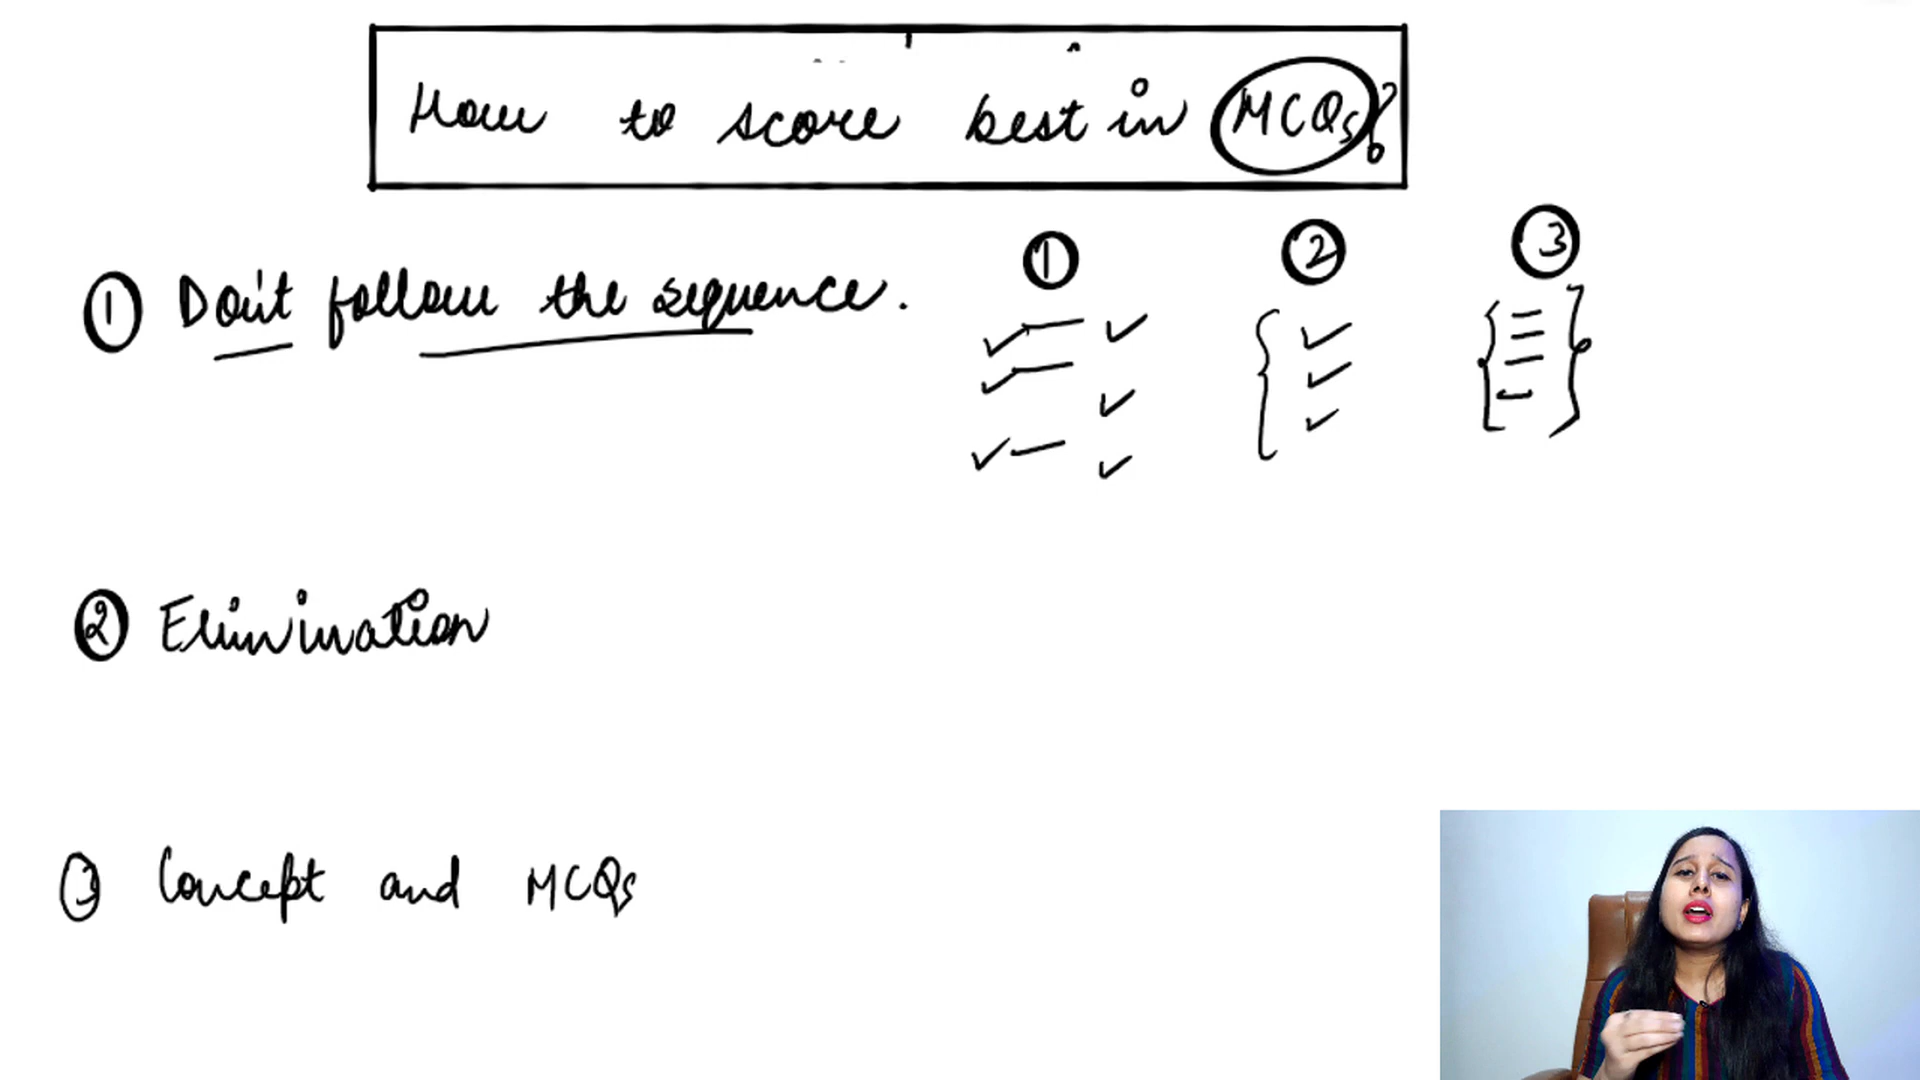 How to score best in MCQs?
① Don't follow the sequence.
① ② ③
② Elimination
③ Concept and MCQs